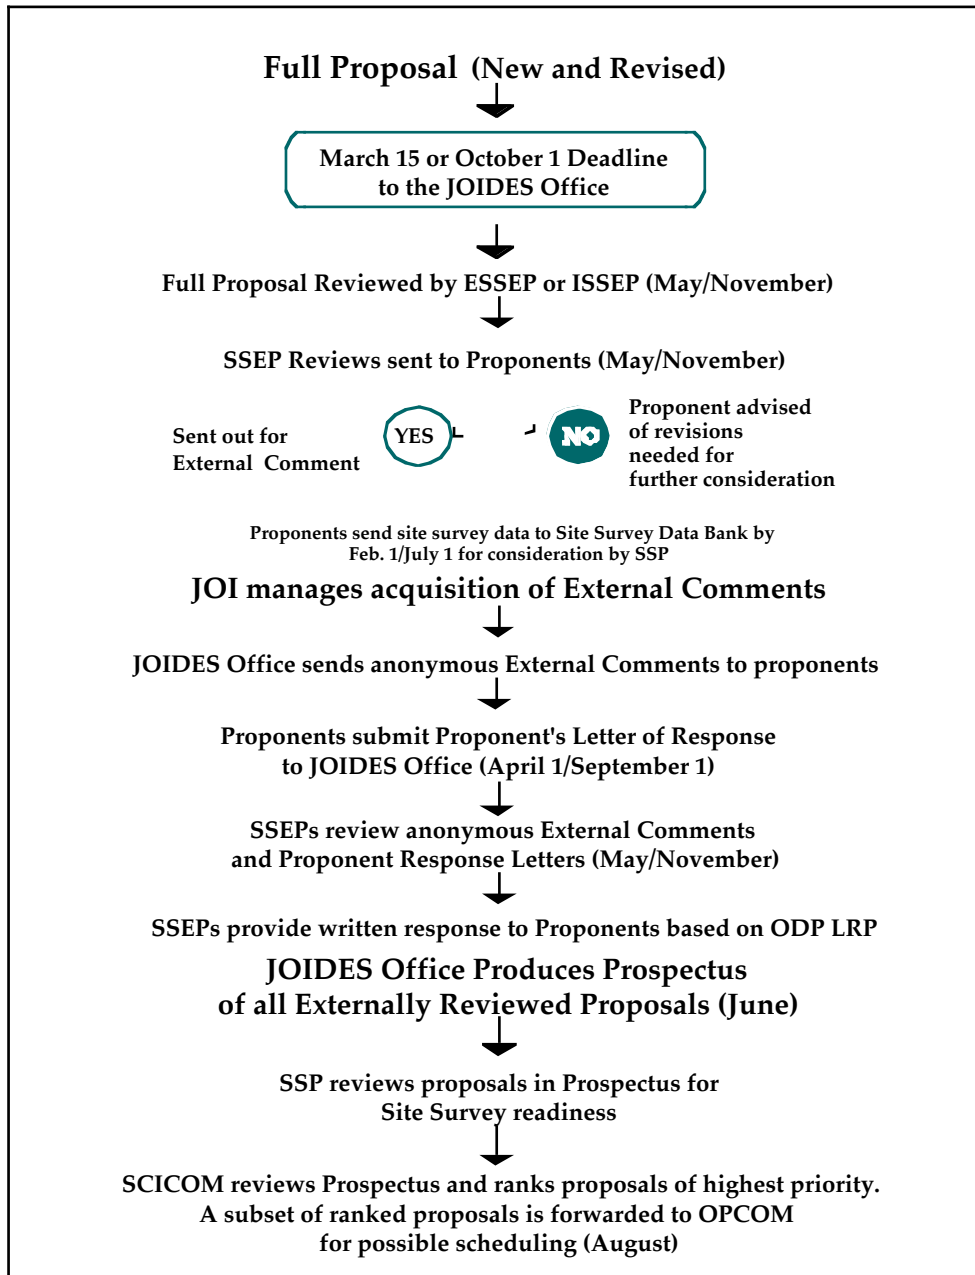 Full Proposal (New and Revised)
March 15 or October 1 Deadline
to the JOIDES Office
Full Proposal Reviewed by ESSEP or ISSEP (May/November)
SSEP Reviews sent to Proponents (May/November)
Sent out for
External Comment
YES
NO
Proponent advised
of revisions
needed for
further consideration
Proponents send site survey data to Site Survey Data Bank by
Feb. 1/July 1 for consideration by SSP
JOI manages acquisition of External Comments
JOIDES Office sends anonymous External Comments to proponents
Proponents submit Proponent's Letter of Response
to JOIDES Office (April 1/September 1)
SSEPs review anonymous External Comments
and Proponent Response Letters (May/November)
SSEPs provide written response to Proponents based on ODP LRP
JOIDES Office Produces Prospectus
of all Externally Reviewed Proposals (June)
SSP reviews proposals in Prospectus for
Site Survey readiness
SCICOM reviews Prospectus and ranks proposals of highest priority.
A subset of ranked proposals is forwarded to OPCOM
for possible scheduling (August)